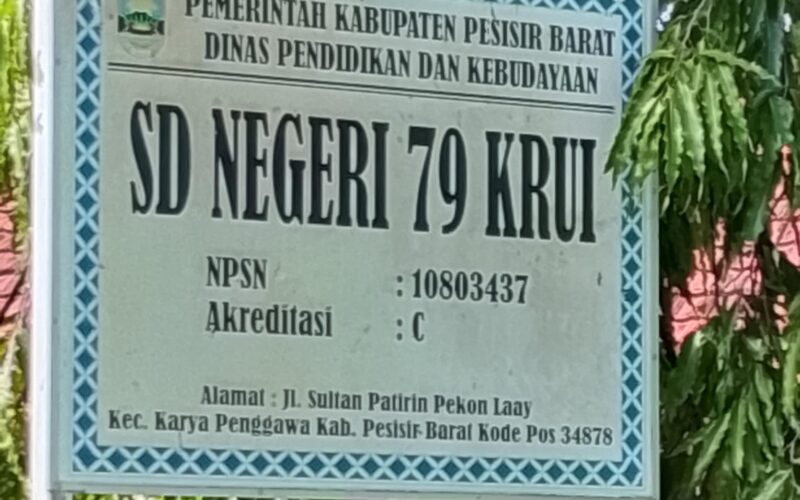 PEMERINTAH KABUPATEN PESISIR BARAT
DINAS PENDIDIKAN DAN KEBUDAYAAN
SD NEGERI 79 KRUI
NPSN : 10803437
Akreditasi : C
Alamat : Jl. Sultan Patirin Pekon Laay
Kec. Karya Penggawa Kab. Pesisir Barat Kode Pos 34878